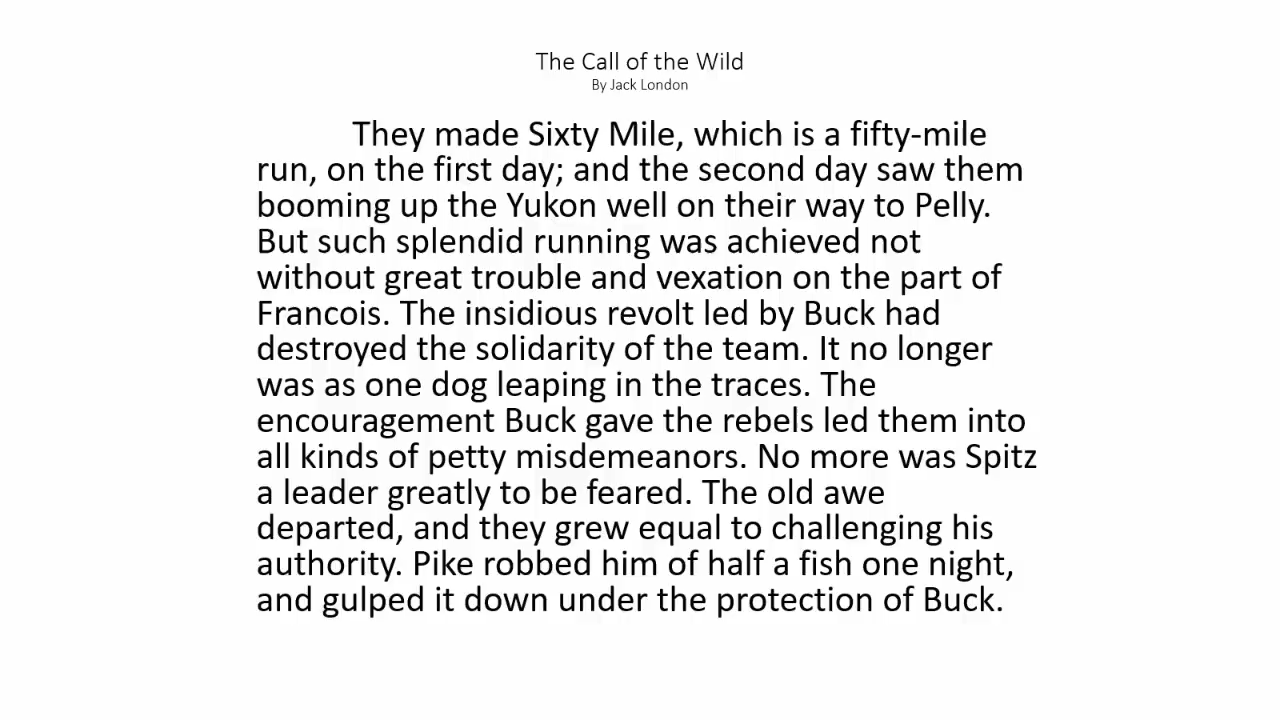 The Call of the Wild
By Jack London
They made Sixty Mile, which is a fifty-mile
run, on the first day; and the second day saw them
booming up the Yukon well on their way to Pelly.
But such splendid running was achieved not
without great trouble and vexation on the part of
Francois. The insidious revolt led by Buck had
destroyed the solidarity of the team. It no longer
was as one dog leaping in the traces. The
encouragement Buck gave the rebels led them into
all kinds of petty misdemeanors. No more was Spitz
a leader greatly to be feared. The old awe
departed, and they grew equal to challenging his
authority. Pike robbed him of half a fish one night,
and gulped it down under the protection of Buck.